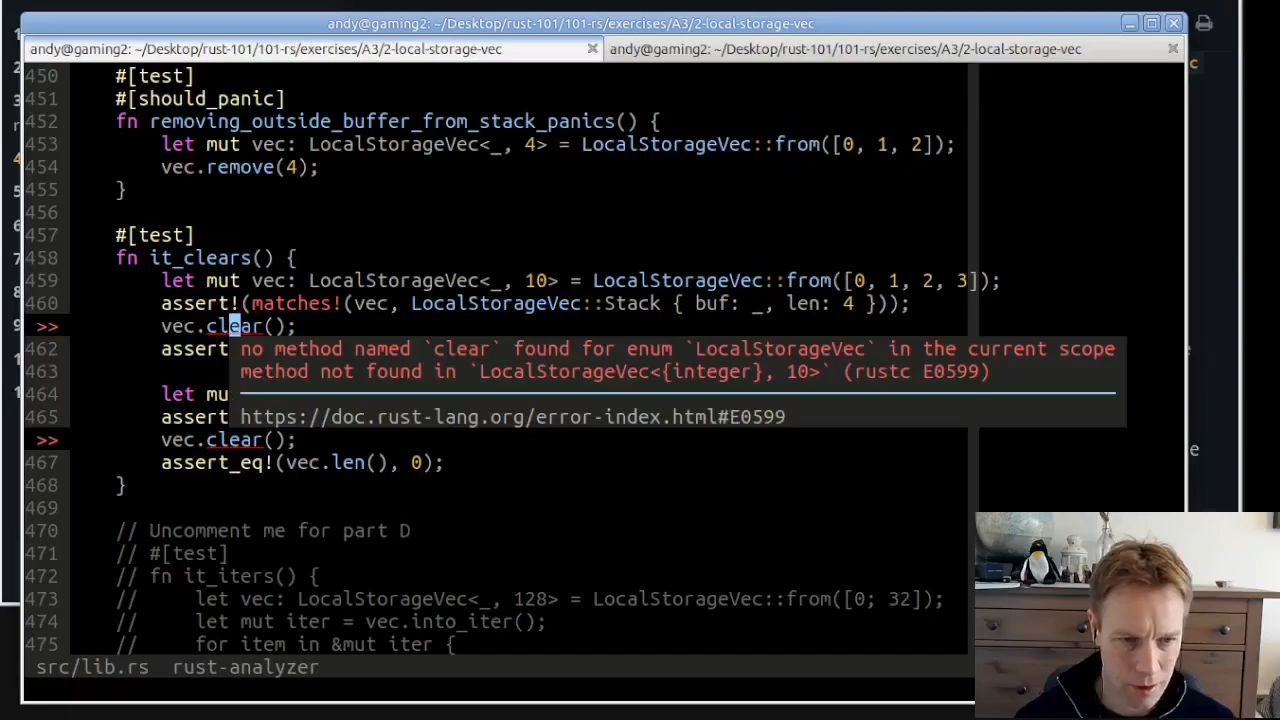 andy@gaming2: ~/Desktop/rust-101/101-rs/exercises/A3/2-local-storage-vec
andy@gaming2: ~/Desktop/rust-101/101-rs/exercises/A3/2-local-storage-vec
andy@gaming2: ~/Desktop/rust-101/101-rs/exercises/A3/2-local-storage-vec
450 #[test]
451 #[should_panic]
452 fn removing_outside_buffer_from_stack_panics() {
453 let mut vec: LocalStorageVec<_, 4> = LocalStorageVec::from([0, 1, 2]);
454 vec.remove(4);
455 }
456
457 #[test]
458 fn it_clears() {
459 let mut vec: LocalStorageVec<_, 10> = LocalStorageVec::from([0, 1, 2, 3]);
460 assert!(matches!(vec, LocalStorageVec::Stack { buf: _, len: 4 }));
>> vec.clear();
462 assert
no method named `clear` found for enum `LocalStorageVec` in the current scope
463
method not found in `LocalStorageVec<{integer}, 10>` (rustc E0599)
464 let mu
465 assert
https://doc.rust-lang.org/error-index.html#E0599
>> vec.clear();
467 assert_eq!(vec.len(), 0);
468 }
469
470 // Uncomment me for part D
471 // #[test]
472 // fn it_iters() {
473 // let vec: LocalStorageVec<_, 128> = LocalStorageVec::from([0; 32]);
474 // let mut iter = vec.into_iter();
475 // for item in &mut iter {
src/lib.rs rust-analyzer